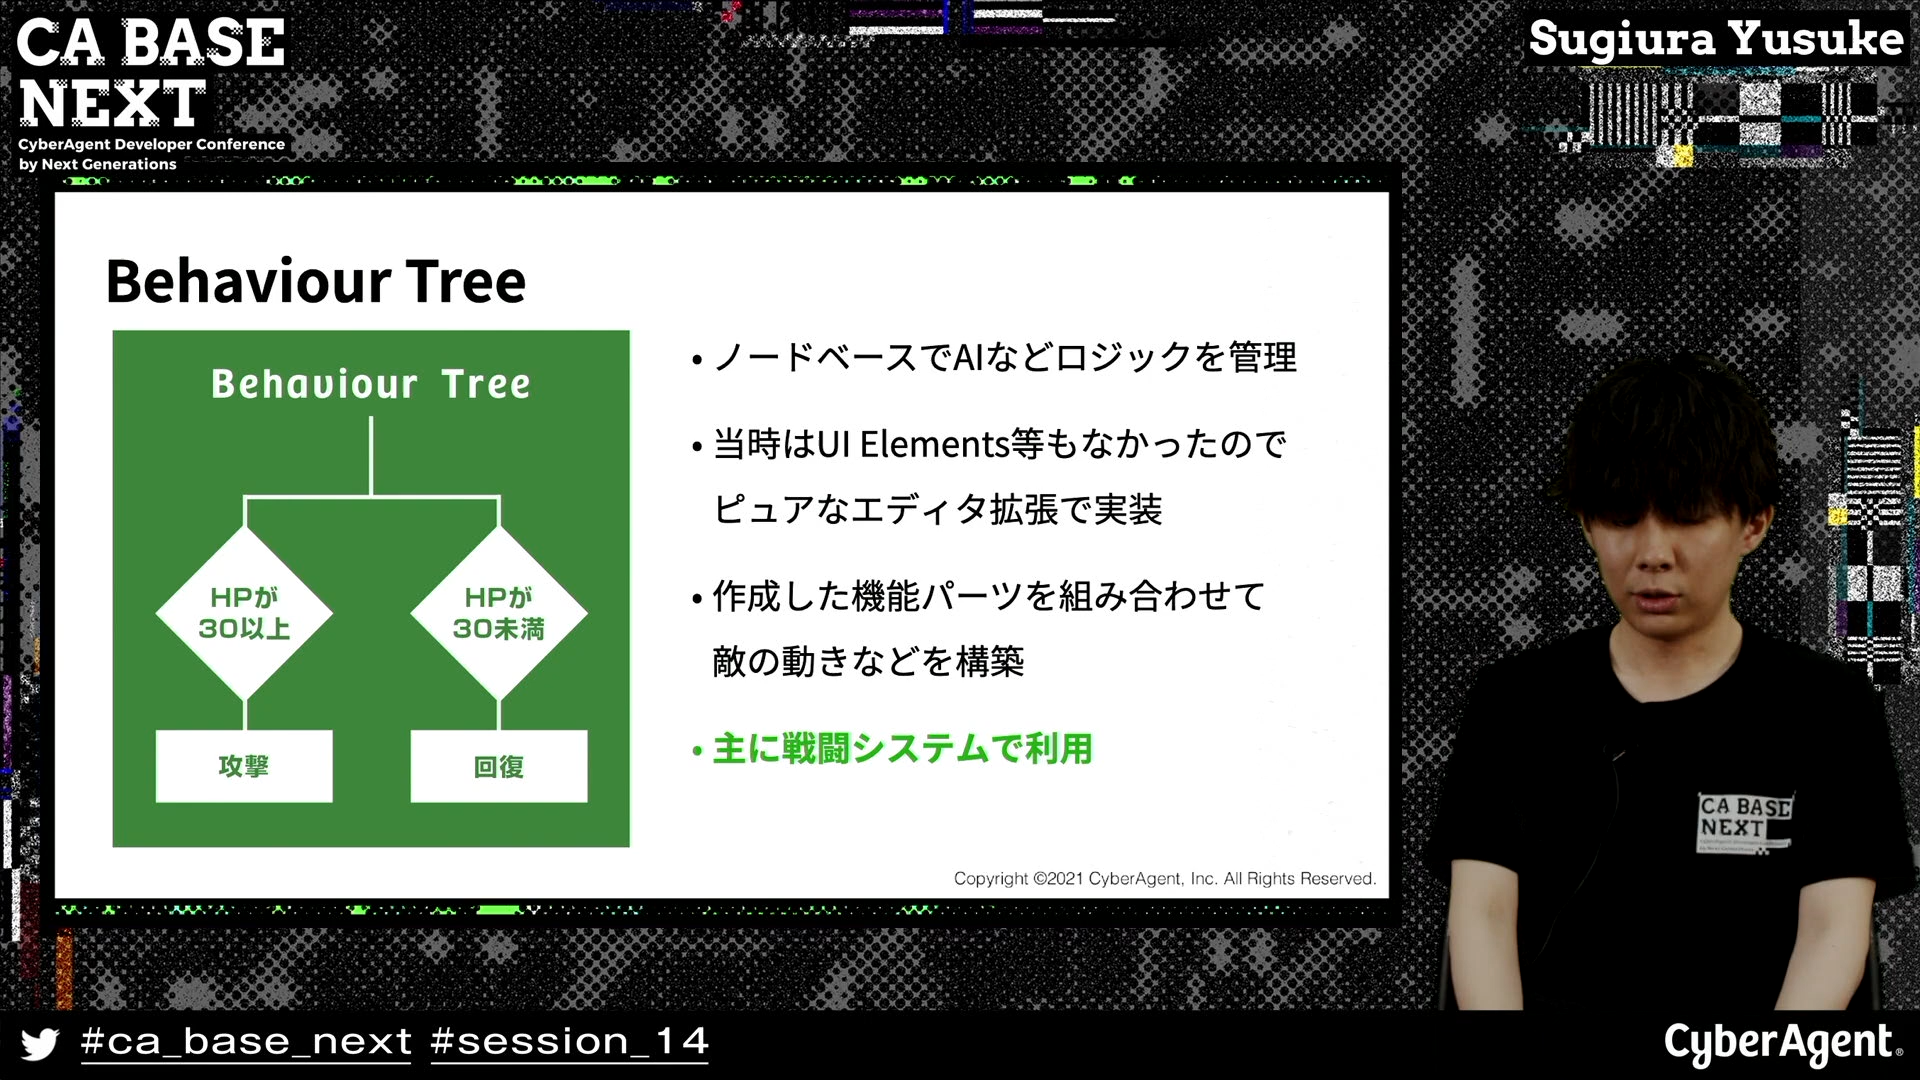 CA BASE
NEXT
CyberAgent Developer Conference
by Next Generations
Sugiura Yusuke
Behaviour Tree
Behaviour Tree
HPが
30以上
HPが
30未満
攻撃
回復
• ノードベースでAIなどロジックを管理
• 当時はUI Elements等もなかったので
ピュアなエディタ拡張で実装
• 作成した機能パーツを組み合わせて
敵の動きなどを構築
• 主に戦闘システムで利用
Copyright ©2021 CyberAgent, Inc. All Rights Reserved.
CA BASE
NEXT
#ca_base_next #session_14
CyberAgent®